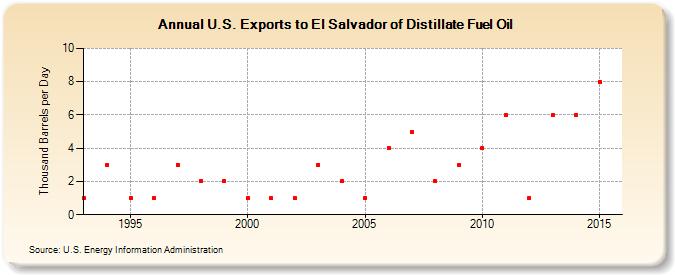 Annual U.S. Exports to El Salvador of Distillate Fuel Oil
Thousand Barrels per Day
10
8
6
4
2
0
1995 2000 2005 2010 2015
Source: U.S. Energy Information Administration